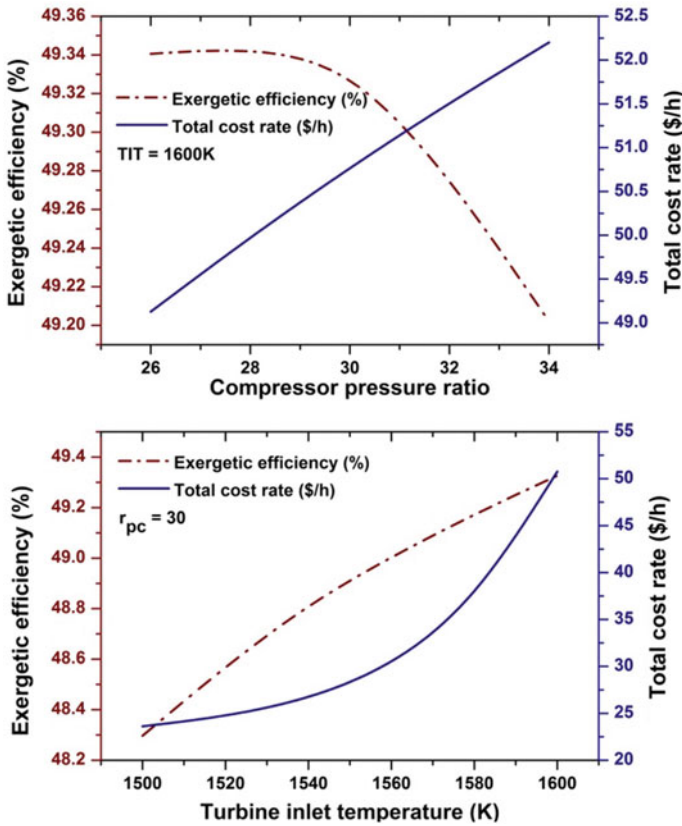 49.36
49.34
49.32
49.30
49.28
49.26
49.24
49.22
49.20
Exergetic efficiency (%)
Exergetic efficiency (%)
Total cost rate ($/h)
TIT = 1600K
52.5
52.0
51.5
51.0
50.5
50.0
49.5
49.0
Total cost rate ($/h)
26 28 30 32 34
Compressor pressure ratio
49.4
49.2
49.0
48.8
48.6
48.4
48.2
Exergetic efficiency (%)
Exergetic efficiency (%)
Total cost rate ($/h)
rpc = 30
55
50
45
40
35
30
25
20
Total cost rate ($/h)
1500 1520 1540 1560 1580 1600
Turbine inlet temperature (K)